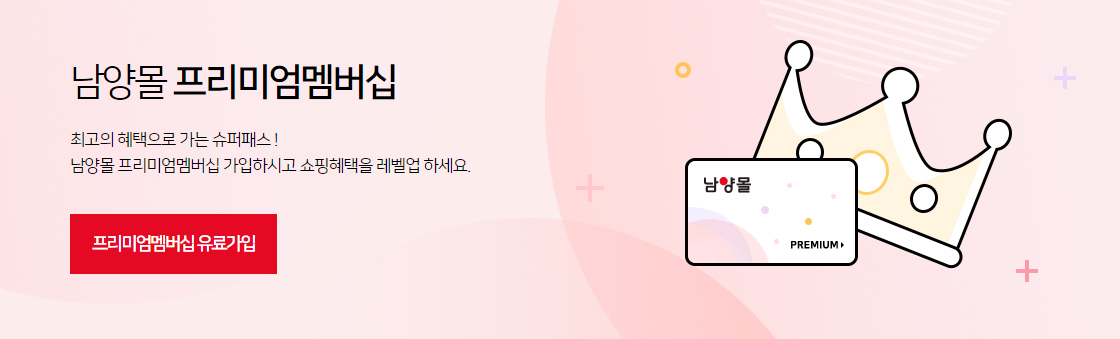 남양몰 프리미엄멤버십
최고의 혜택으로 가는 슈퍼패스 !
남양몰 프리미엄멤버십 가입하시고 쇼핑혜택을 레벨업 하세요.
프리미엄멤버십 유료가입
남양몰
PREMIUM